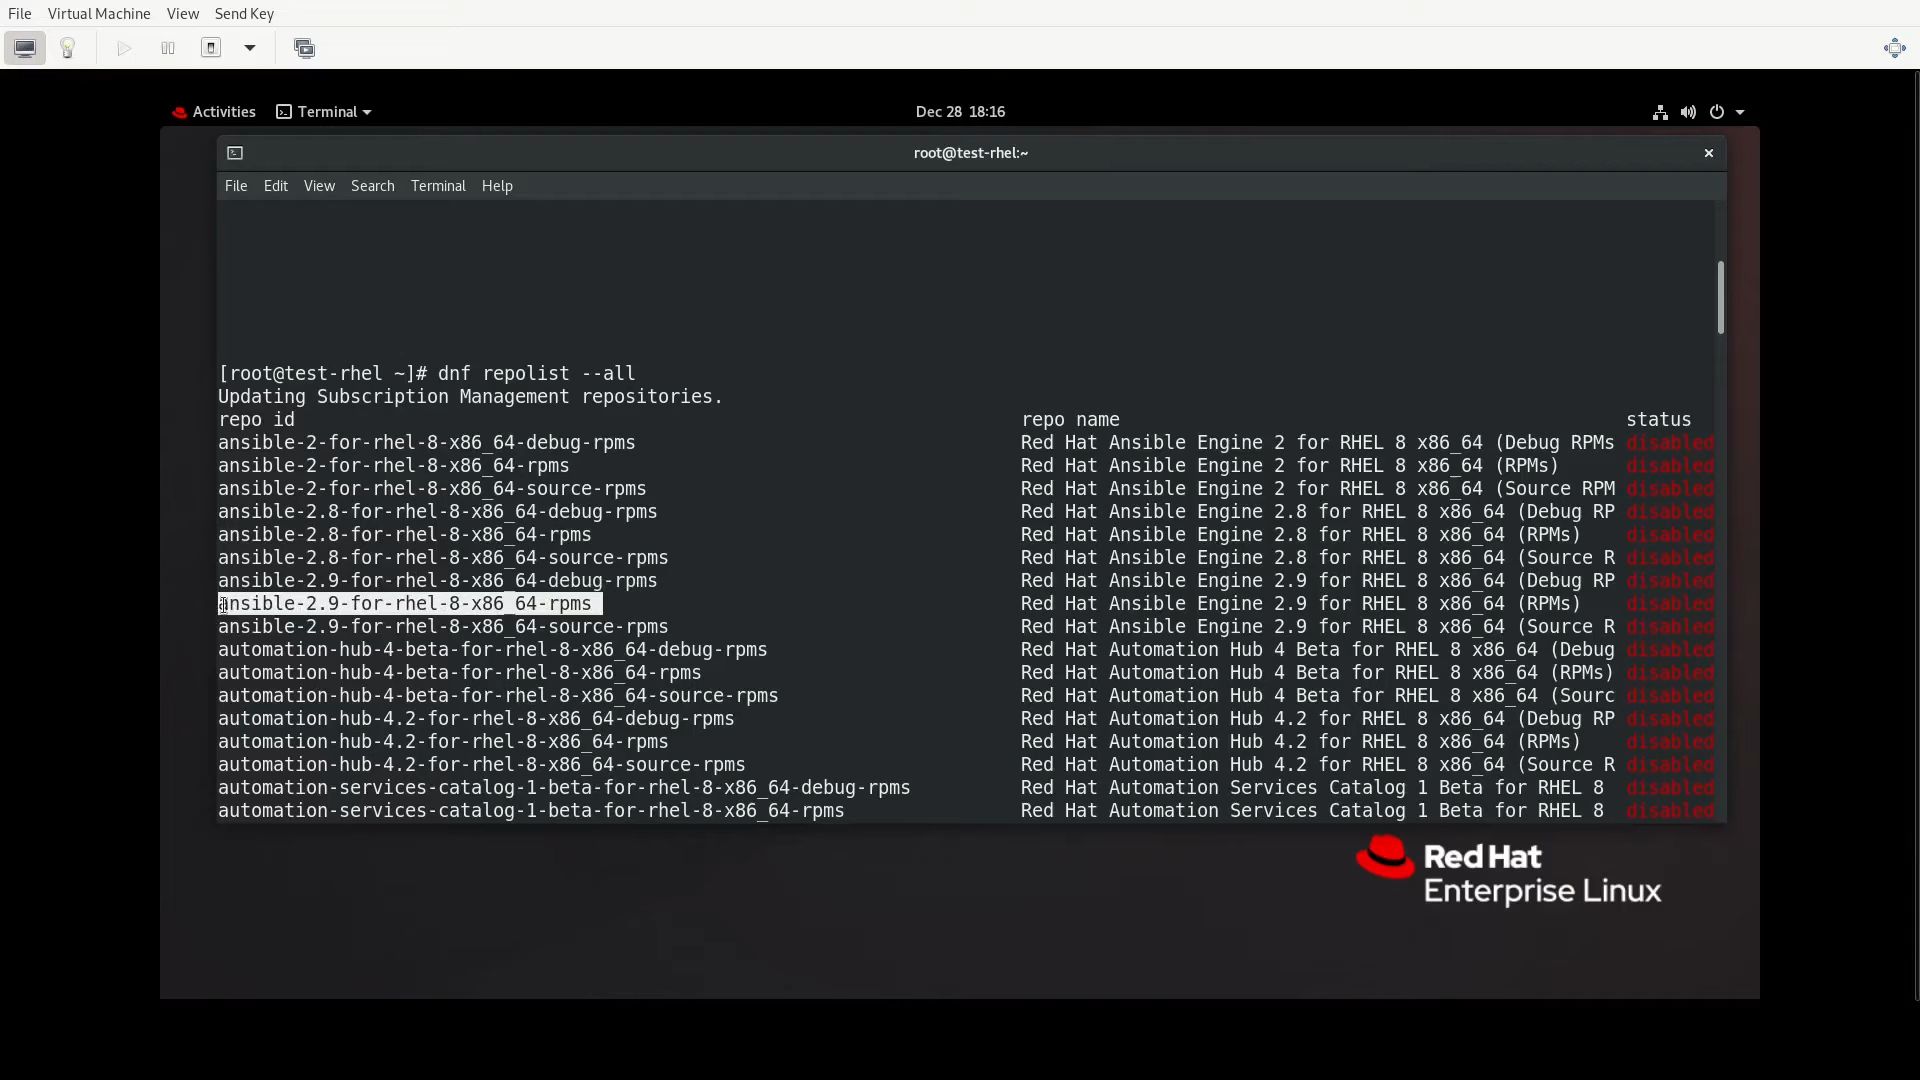 File Virtual Machine View Send Key
Activities Terminal Dec 28 18:16
root@test-rhel:~ ×
File Edit View Search Terminal Help
[root@test-rhel ~]# dnf repolist --all
Updating Subscription Management repositories.
repo id repo name status
ansible-2-for-rhel-8-x86_64-debug-rpms Red Hat Ansible Engine 2 for RHEL 8 x86_64 (Debug RPMs disabled
ansible-2-for-rhel-8-x86_64-rpms Red Hat Ansible Engine 2 for RHEL 8 x86_64 (RPMs) disabled
ansible-2-for-rhel-8-x86_64-source-rpms Red Hat Ansible Engine 2 for RHEL 8 x86_64 (Source RPM disabled
ansible-2.8-for-rhel-8-x86_64-debug-rpms Red Hat Ansible Engine 2.8 for RHEL 8 x86_64 (Debug RP disabled
ansible-2.8-for-rhel-8-x86_64-rpms Red Hat Ansible Engine 2.8 for RHEL 8 x86_64 (RPMs) disabled
ansible-2.8-for-rhel-8-x86_64-source-rpms Red Hat Ansible Engine 2.8 for RHEL 8 x86_64 (Source R disabled
ansible-2.9-for-rhel-8-x86_64-debug-rpms Red Hat Ansible Engine 2.9 for RHEL 8 x86_64 (Debug RP disabled
ansible-2.9-for-rhel-8-x86_64-rpms Red Hat Ansible Engine 2.9 for RHEL 8 x86_64 (RPMs) disabled
ansible-2.9-for-rhel-8-x86_64-source-rpms Red Hat Ansible Engine 2.9 for RHEL 8 x86_64 (Source R disabled
automation-hub-4-beta-for-rhel-8-x86_64-debug-rpms Red Hat Automation Hub 4 Beta for RHEL 8 x86_64 (Debug disabled
automation-hub-4-beta-for-rhel-8-x86_64-rpms Red Hat Automation Hub 4 Beta for RHEL 8 x86_64 (RPMs) disabled
automation-hub-4-beta-for-rhel-8-x86_64-source-rpms Red Hat Automation Hub 4 Beta for RHEL 8 x86_64 (Sourc disabled
automation-hub-4.2-for-rhel-8-x86_64-debug-rpms Red Hat Automation Hub 4.2 for RHEL 8 x86_64 (Debug RP disabled
automation-hub-4.2-for-rhel-8-x86_64-rpms Red Hat Automation Hub 4.2 for RHEL 8 x86_64 (RPMs) disabled
automation-hub-4.2-for-rhel-8-x86_64-source-rpms Red Hat Automation Hub 4.2 for RHEL 8 x86_64 (Source R disabled
automation-services-catalog-1-beta-for-rhel-8-x86_64-debug-rpms Red Hat Automation Services Catalog 1 Beta for RHEL 8 disabled
automation-services-catalog-1-beta-for-rhel-8-x86_64-rpms Red Hat Automation Services Catalog 1 Beta for RHEL 8 disabled
Red Hat
Enterprise Linux